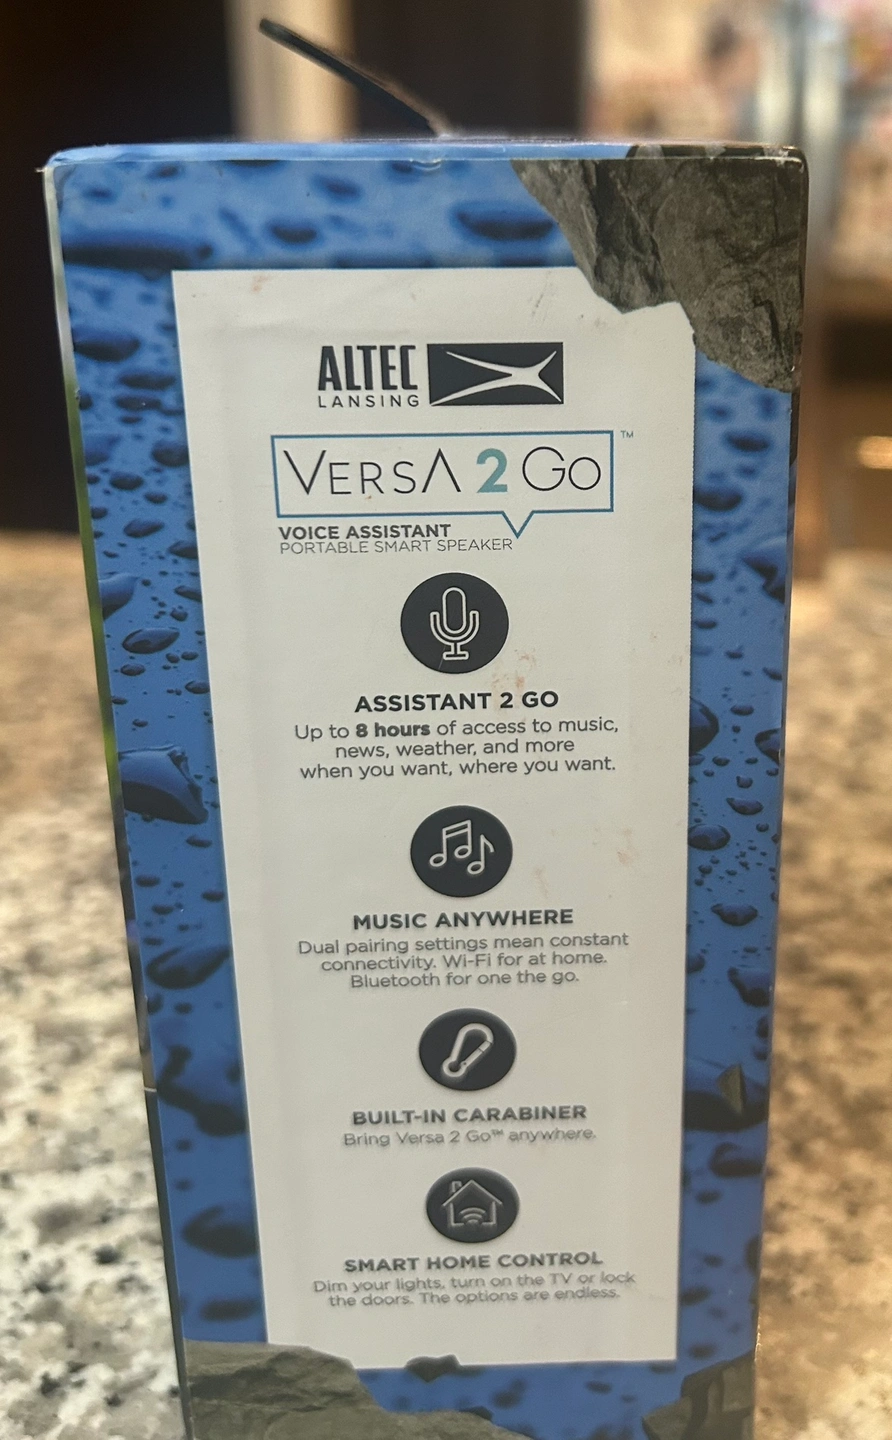 ALTEC
LANSING
VERSA 2 GO™
VOICE ASSISTANT
PORTABLE SMART SPEAKER
ASSISTANT 2 GO
Up to 8 hours of access to music,
news, weather, and more
when you want, where you want.
MUSIC ANYWHERE
Dual pairing settings mean constant
connectivity. Wi-Fi for at home.
Bluetooth for one the go.
BUILT-IN CARABINER
Bring Versa 2 Go™ anywhere.
SMART HOME CONTROL
Dim your lights, turn on the TV or lock
the doors. The options are endless.